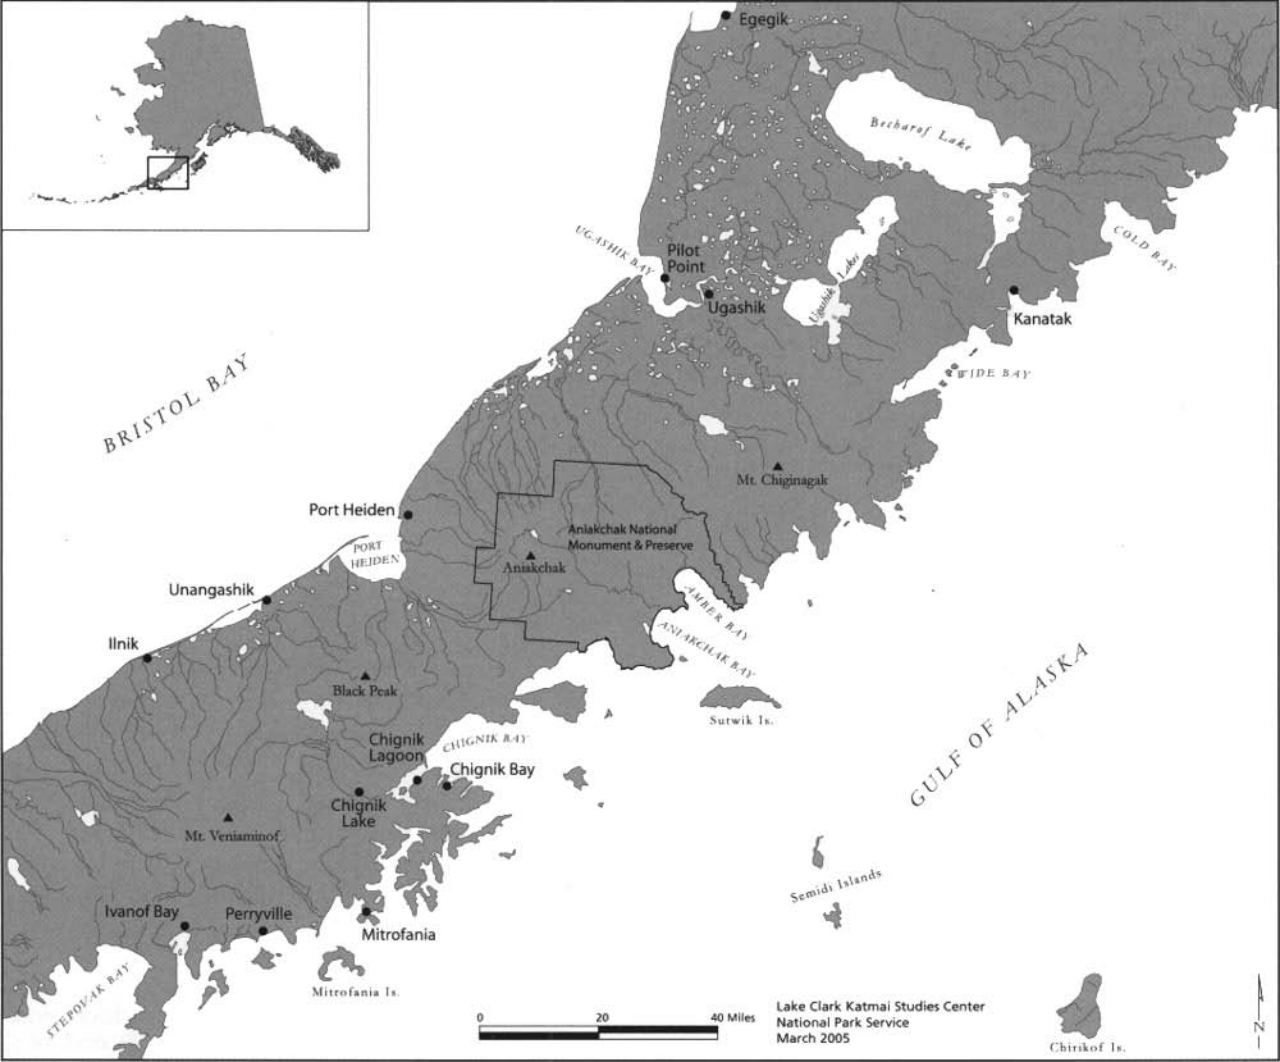 Egegik
Becharof Lake
UGASHIK BAY
Pilot
Point
Ugashik
Ugashik Lakes
COLD BAY
Kanatak
WIDE BAY
BRISTOL BAY
Mt. Chiginagak
Port Heiden
PORT
HEIDEN
Aniakchak National
Monument & Preserve
Aniakchak
Unangashik
AMBER BAY
ANIAKCHAK BAY
Ilnik
Black Peak
Sutwik Is.
GULF OF ALASKA
Chignik
Lagoon
CHIGNIK BAY
Chignik Bay
Chignik
Lake
Mt. Veniaminof
Semidi Islands
Ivanof Bay
Perryville
Mitrofania
STEPOVAK BAY
Mitrofania Is.
0 20 40 Miles
Lake Clark Katmai Studies Center
National Park Service
March 2005
Chirikof Is.
N